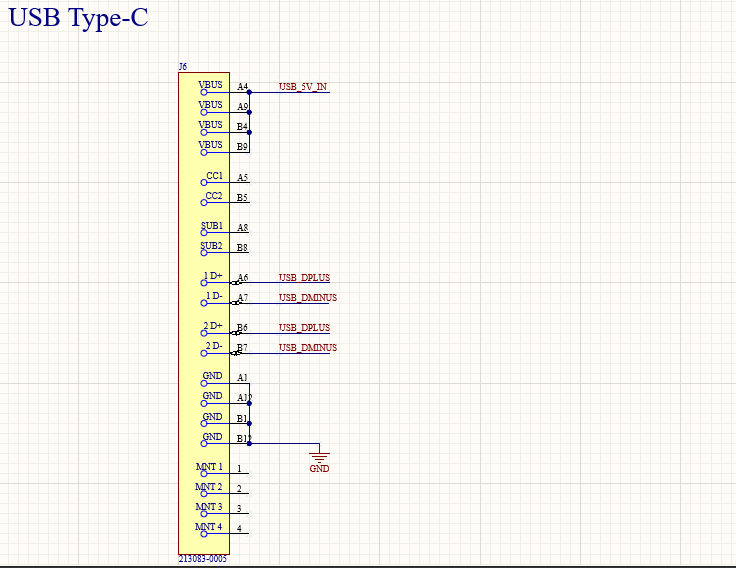 USB Type-C
J6
VBUS A4 USB_5V_IN
VBUS A9
VBUS B4
VBUS B9
CC1 A5
CC2 B5
SUB1 A8
SUB2 B8
1 D+ A6 USB_DPLUS
1 D- A7 USB_DMINUS
2 D+ B6 USB_DPLUS
2 D- B7 USB_DMINUS
GND A1
GND A12
GND B1
GND B12
GND
MNT 1 1
MNT 2 2
MNT 3 3
MNT 4 4
213083-0005